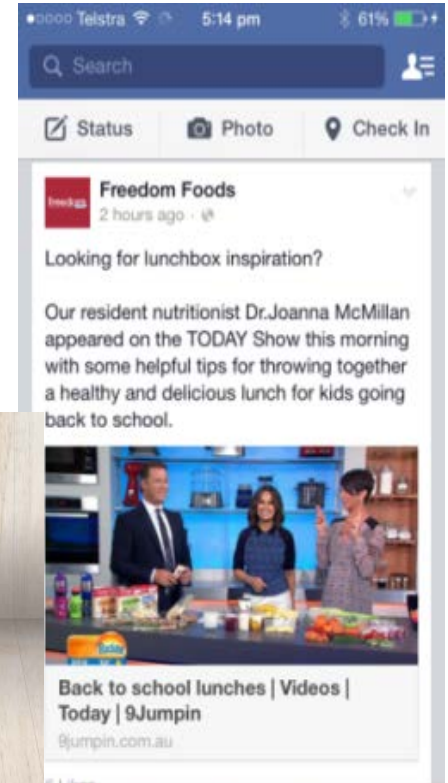 Telstra 5:14 pm 61%
Search
Status Photo Check In
freedom
Freedom Foods
2 hours ago
Looking for lunchbox inspiration?
Our resident nutritionist Dr.Joanna McMillan
appeared on the TODAY Show this morning
with some helpful tips for throwing together
a healthy and delicious lunch for kids going
back to school.
Today
Back to school lunches | Videos |
Today | 9Jumpin
9jumpin.com.au